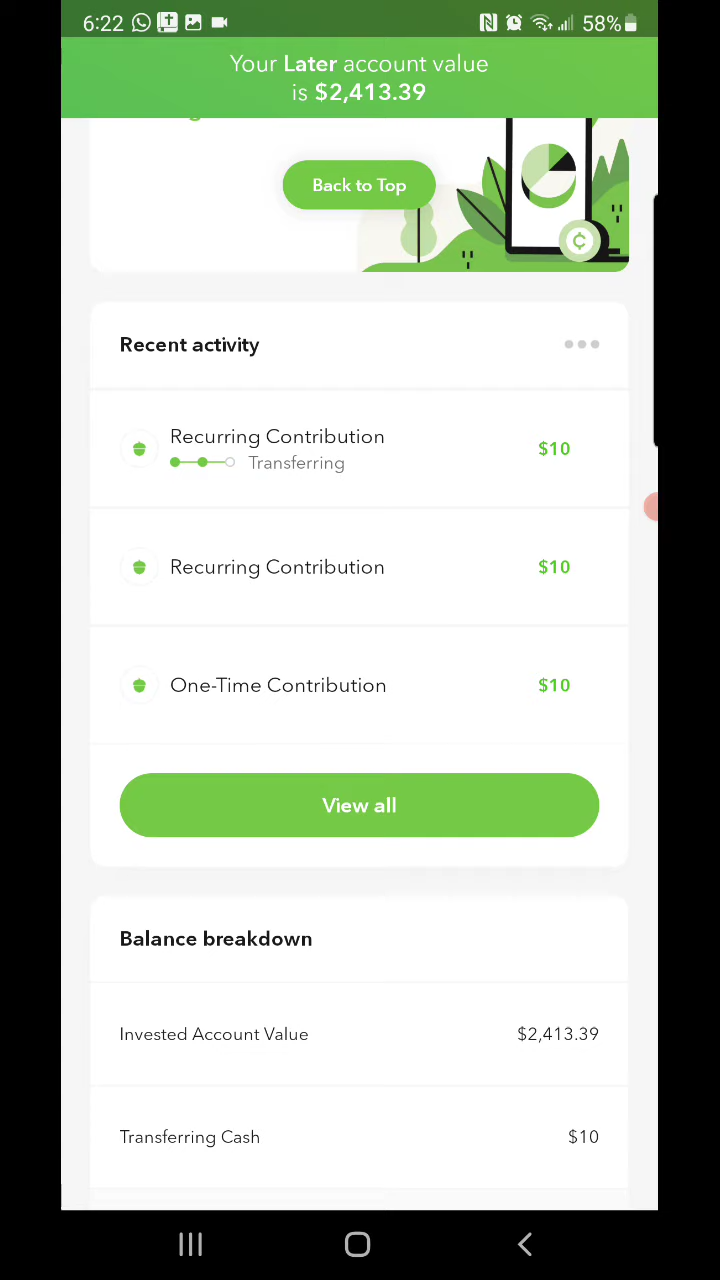 6:22
58%
Your Later account value
is $2,413.39
Back to Top
Recent activity
Recurring Contribution
$10
Transferring
Recurring Contribution
$10
One-Time Contribution
$10
View all
Balance breakdown
Invested Account Value
$2,413.39
Transferring Cash
$10